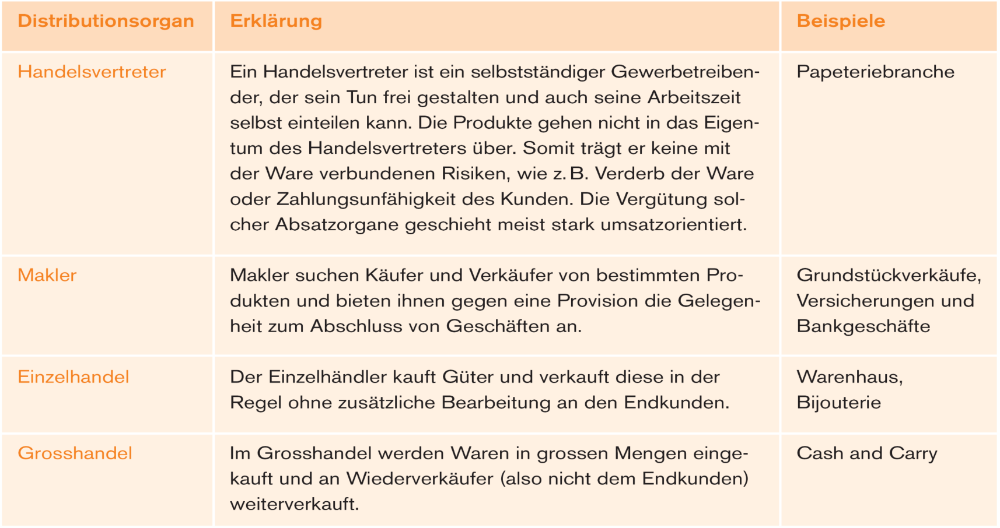 Distributionsorgan
Erklärung
Beispiele
Handelsvertreter
Ein Handelsvertreter ist ein selbstständiger Gewerbetreiben-
der, der sein Tun frei gestalten und auch seine Arbeitszeit
selbst einteilen kann. Die Produkte gehen nicht in das Eigen-
tum des Handelsvertreters über. Somit trägt er keine mit
der Ware verbundenen Risiken, wie z. B. Verderb der Ware
oder Zahlungsunfähigkeit des Kunden. Die Vergütung sol-
cher Absatzorgane geschieht meist stark umsatzorientiert.
Papeteriebranche
Makler
Makler suchen Käufer und Verkäufer von bestimmten Pro-
dukten und bieten ihnen gegen eine Provision die Gelegen-
heit zum Abschluss von Geschäften an.
Grundstückverkäufe,
Versicherungen und
Bankgeschäfte
Einzelhandel
Der Einzelhändler kauft Güter und verkauft diese in der
Regel ohne zusätzliche Bearbeitung an den Endkunden.
Warenhaus,
Bijouterie
Grosshandel
Im Grosshandel werden Waren in grossen Mengen einge-
kauft und an Wiederverkäufer (also nicht dem Endkunden)
weiterverkauft.
Cash and Carry